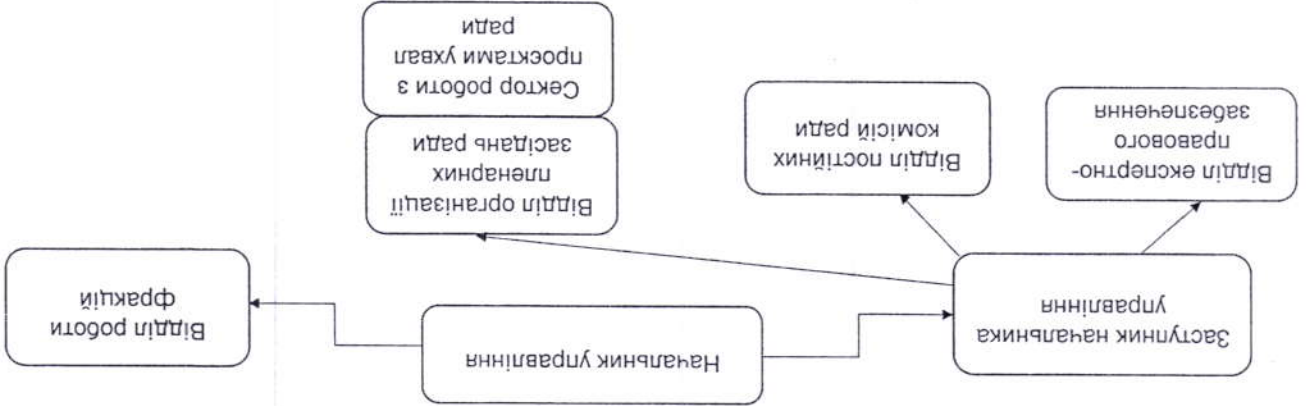 Начальник управління
Заступник начальника
управління
Відділ роботи
фракцій
Відділ експертно-
правового
забезпечення
Відділ постійних
комісій ради
Відділ організації
пленарних
засідань ради
Сектор роботи з
проєктами ухвал
ради